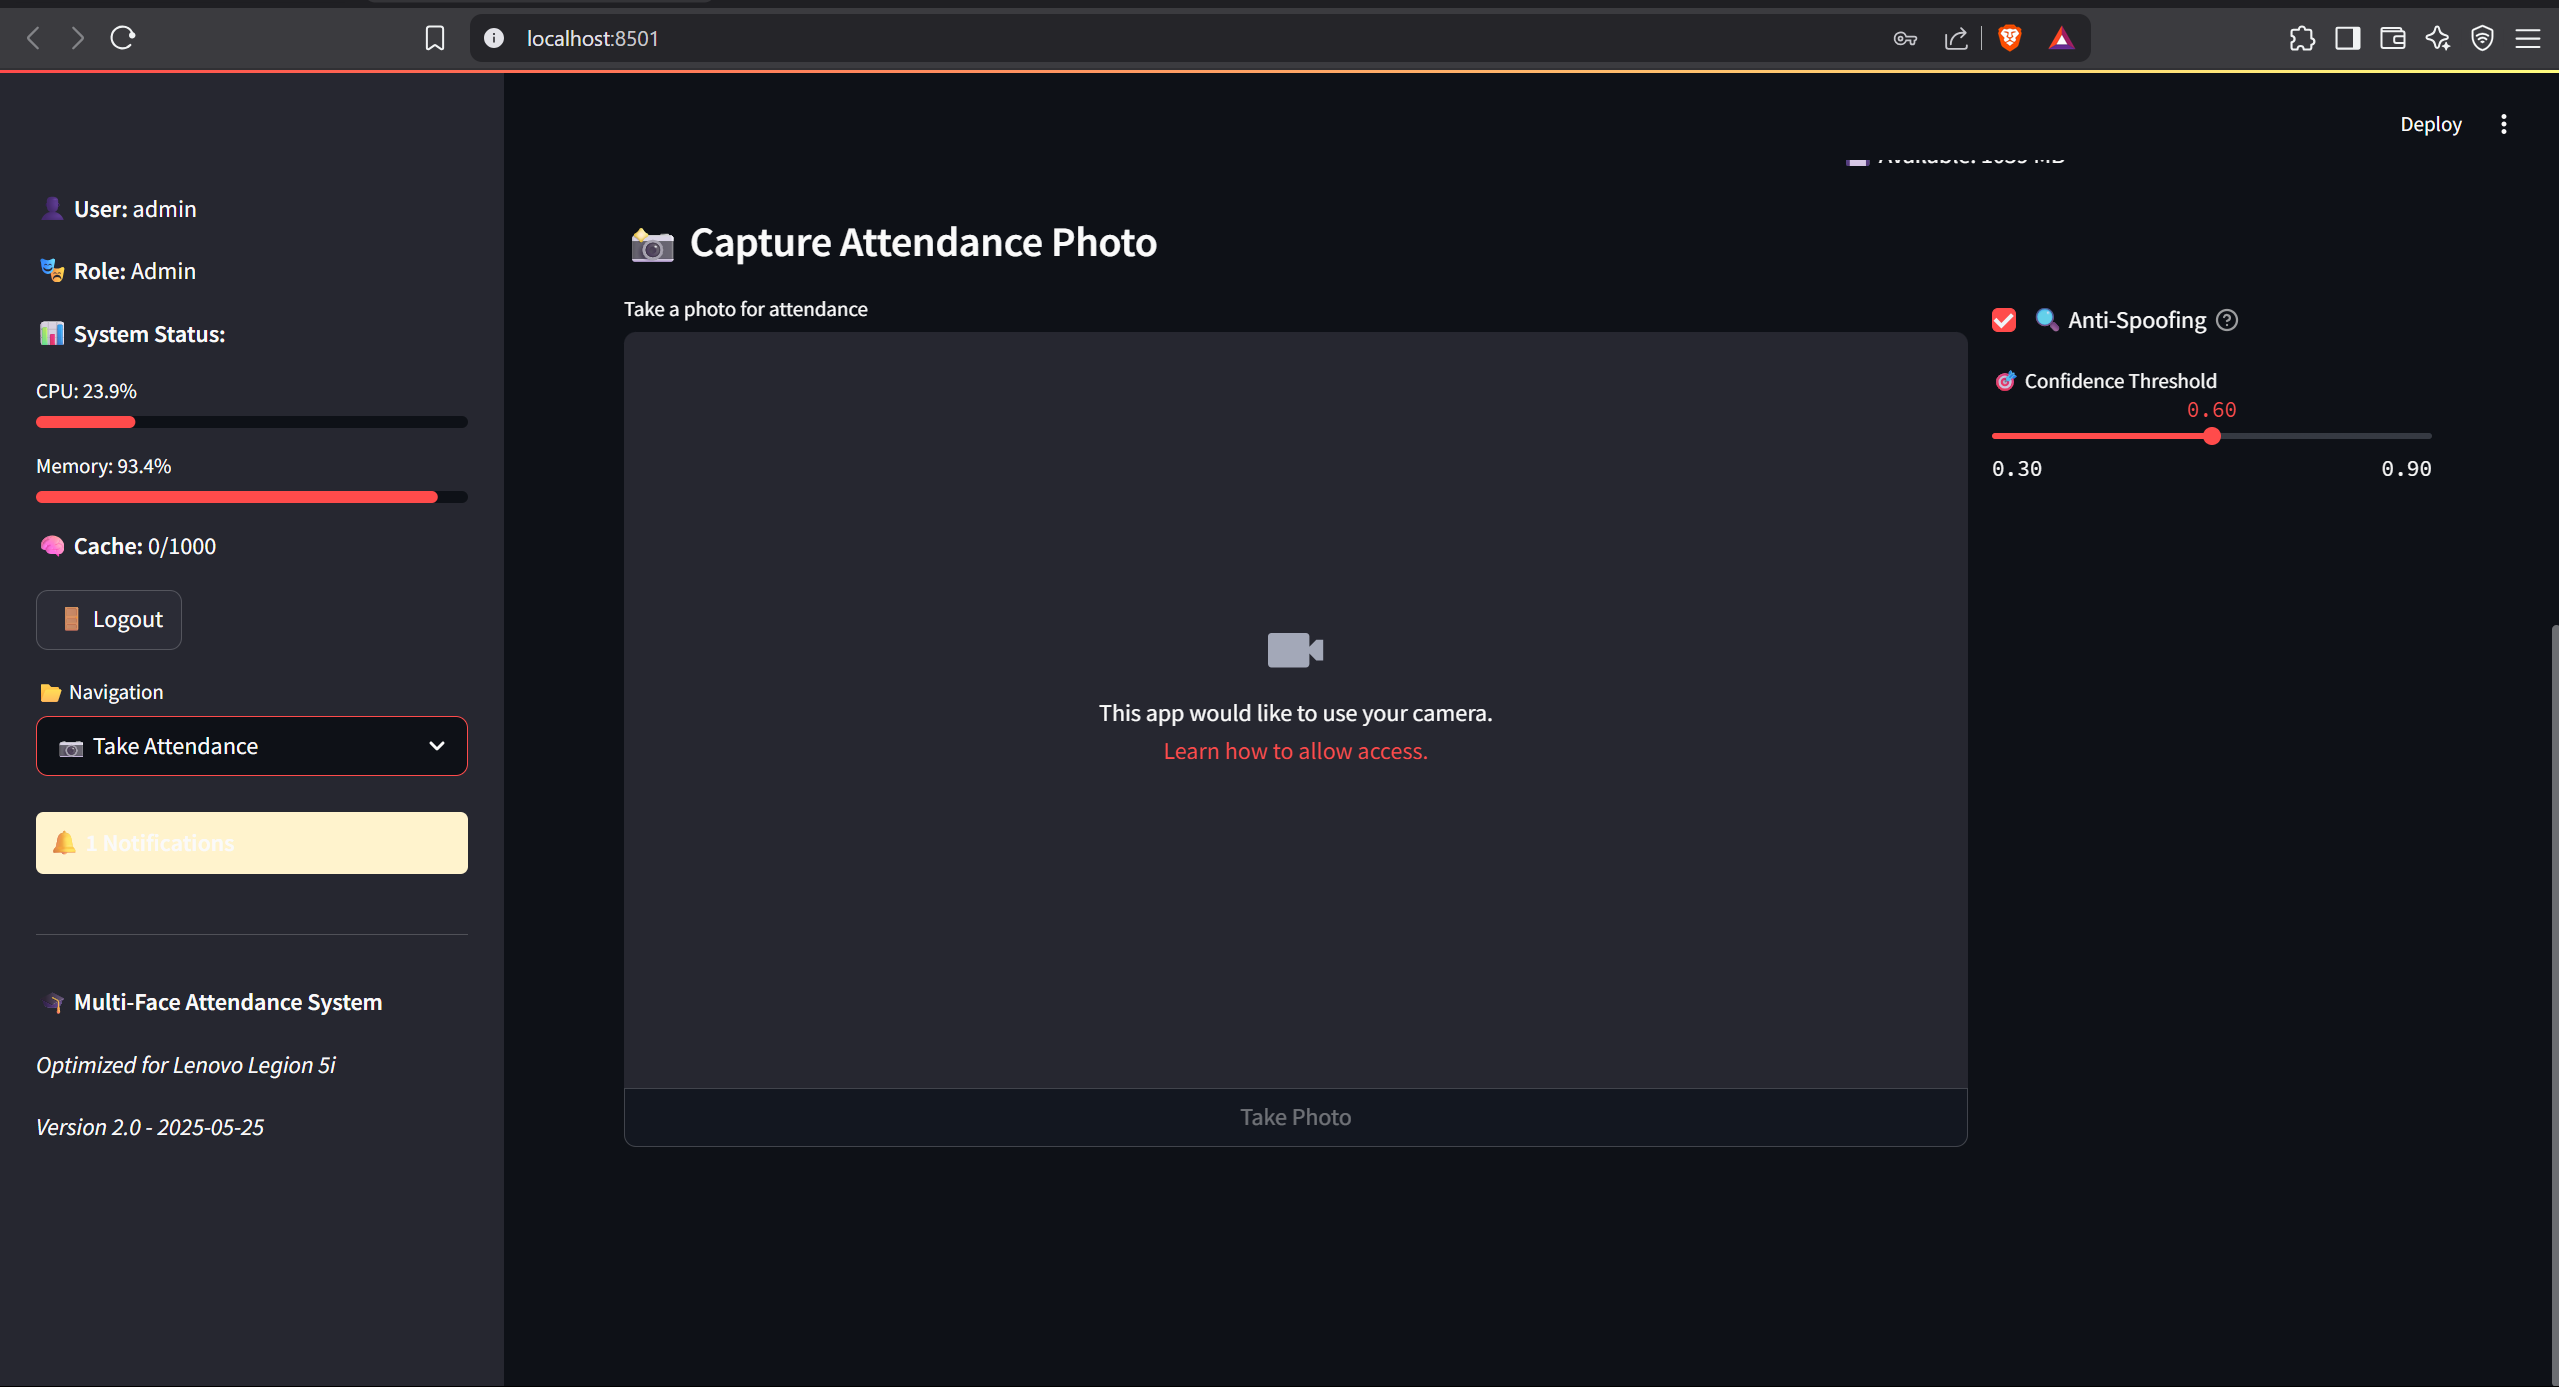 localhost:8501
Deploy
User: admin
Role: Admin
System Status:
CPU: 23.9%
Memory: 93.4%
Cache: 0/1000
Logout
Navigation
Take Attendance
1 Notifications
Multi-Face Attendance System
Optimized for Lenovo Legion 5i
Version 2.0 - 2025-05-25
Capture Attendance Photo
Take a photo for attendance
This app would like to use your camera.
Learn how to allow access.
Take Photo
Anti-Spoofing
Confidence Threshold
0.60
0.30 0.90